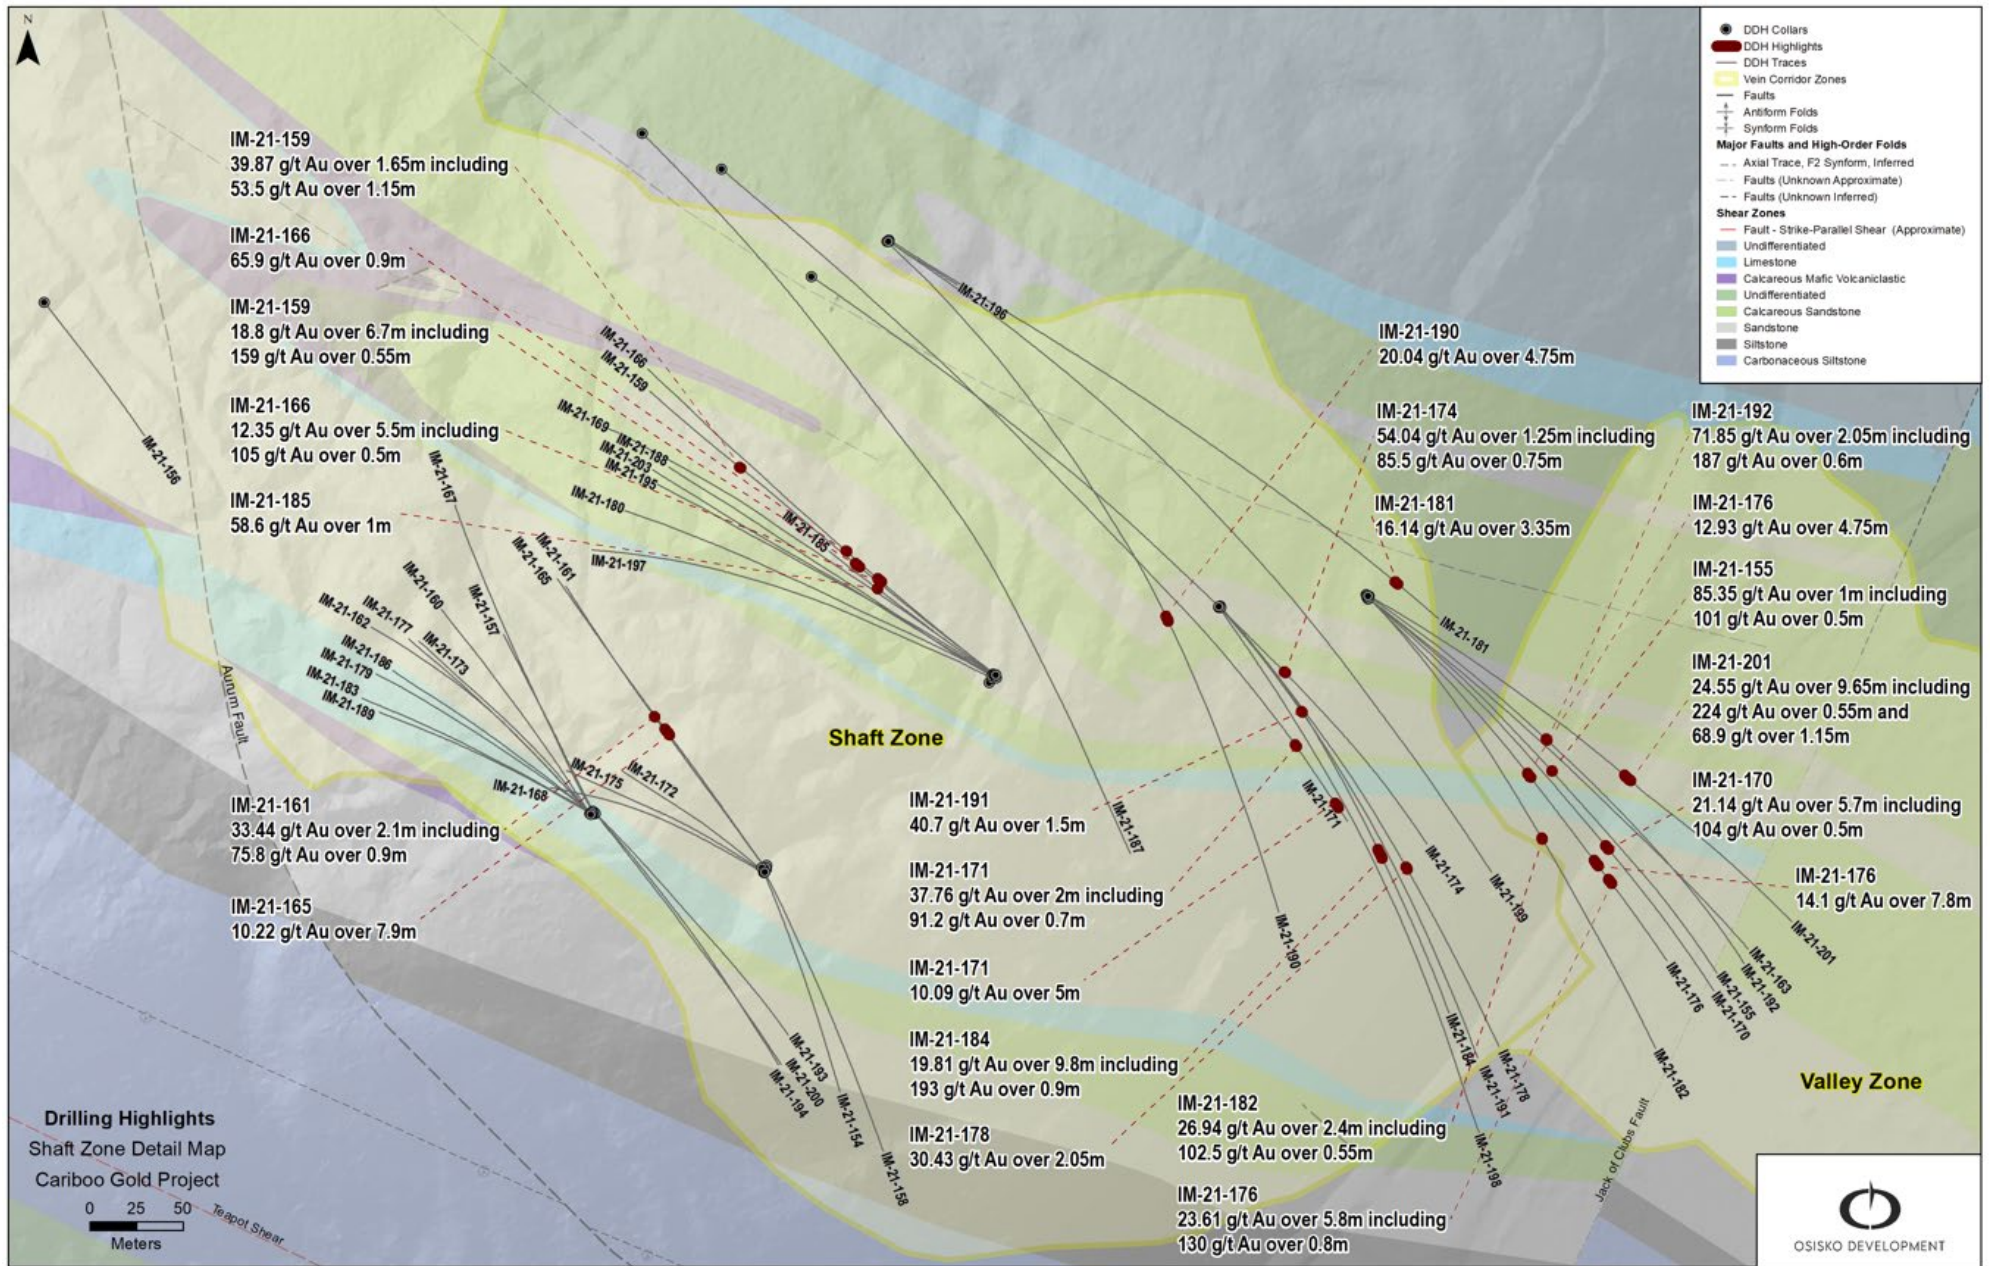 N
IM-21-159
39.87 g/t Au over 1.65m including
53.5 g/t Au over 1.15m
IM-21-166
65.9 g/t Au over 0.9m
IM-21-159
18.8 g/t Au over 6.7m including
159 g/t Au over 0.55m
IM-21-166
12.35 g/t Au over 5.5m including
105 g/t Au over 0.5m
IM-21-185
58.6 g/t Au over 1m
IM-21-161
33.44 g/t Au over 2.1m including
75.8 g/t Au over 0.9m
IM-21-165
10.22 g/t Au over 7.9m
IM-21-156
IM-21-167
IM-21-166
IM-21-159
IM-21-169
IM-21-188
IM-21-203
IM-21-195
IM-21-180
IM-21-185
IM-21-197
IM-21-161
IM-21-165
IM-21-160
IM-21-157
IM-21-162
IM-21-177
IM-21-173
IM-21-186
IM-21-179
IM-21-183
IM-21-189
IM-21-175
IM-21-172
IM-21-168
Aurum Fault
IM-21-193
IM-21-200
IM-21-194
IM-21-154
IM-21-158
IM-21-196
Shaft Zone
IM-21-190
20.04 g/t Au over 4.75m
IM-21-174
54.04 g/t Au over 1.25m including
85.5 g/t Au over 0.75m
IM-21-181
16.14 g/t Au over 3.35m
IM-21-192
71.85 g/t Au over 2.05m including
187 g/t Au over 0.6m
IM-21-176
12.93 g/t Au over 4.75m
IM-21-155
85.35 g/t Au over 1m including
101 g/t Au over 0.5m
IM-21-201
24.55 g/t Au over 9.65m including
224 g/t Au over 0.55m and
68.9 g/t over 1.15m
IM-21-170
21.14 g/t Au over 5.7m including
104 g/t Au over 0.5m
IM-21-176
14.1 g/t Au over 7.8m
IM-21-191
40.7 g/t Au over 1.5m
IM-21-171
37.76 g/t Au over 2m including
91.2 g/t Au over 0.7m
IM-21-171
10.09 g/t Au over 5m
IM-21-184
19.81 g/t Au over 9.8m including
193 g/t Au over 0.9m
IM-21-178
30.43 g/t Au over 2.05m
IM-21-182
26.94 g/t Au over 2.4m including
102.5 g/t Au over 0.55m
IM-21-176
23.61 g/t Au over 5.8m including
130 g/t Au over 0.8m
IM-21-181
IM-21-187
IM-21-171
IM-21-174
IM-21-199
IM-21-190
IM-21-184
IM-21-178
IM-21-191
IM-21-198
IM-21-201
IM-21-163
IM-21-192
IM-21-155
IM-21-170
IM-21-176
IM-21-182
Jack of Clubs Fault
Valley Zone
DDH Collars
DDH Highlights
DDH Traces
Vein Corridor Zones
Faults
Antiform Folds
Synform Folds
Major Faults and High-Order Folds
Axial Trace, F2 Synform, Inferred
Faults (Unknown Approximate)
Faults (Unknown Inferred)
Shear Zones
Fault - Strike-Parallel Shear (Approximate)
Undifferentiated
Limestone
Calcareous Mafic Volcaniclastic
Undifferentiated
Calcareous Sandstone
Sandstone
Siltstone
Carbonaceous Siltstone
Drilling Highlights
Shaft Zone Detail Map
Cariboo Gold Project
0 25 50
Meters
Teapot Shear
OSISKO DEVELOPMENT